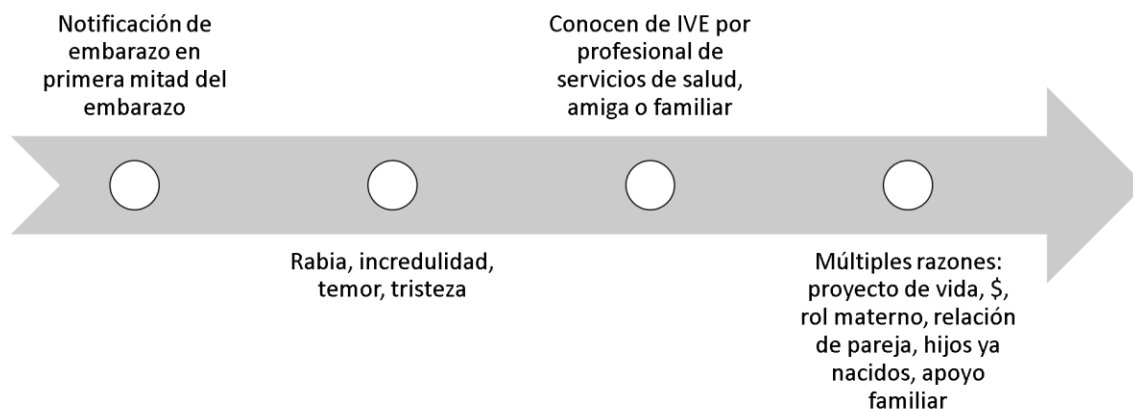 Notificación de
embarazo en
primera mitad del
embarazo
Rabia, incredulidad,
temor, tristeza
Conocen de IVE por
profesional de
servicios de salud,
amiga o familiar
Múltiples razones:
proyecto de vida, $,
rol materno, relación
de pareja, hijos ya
nacidos, apoyo
familiar